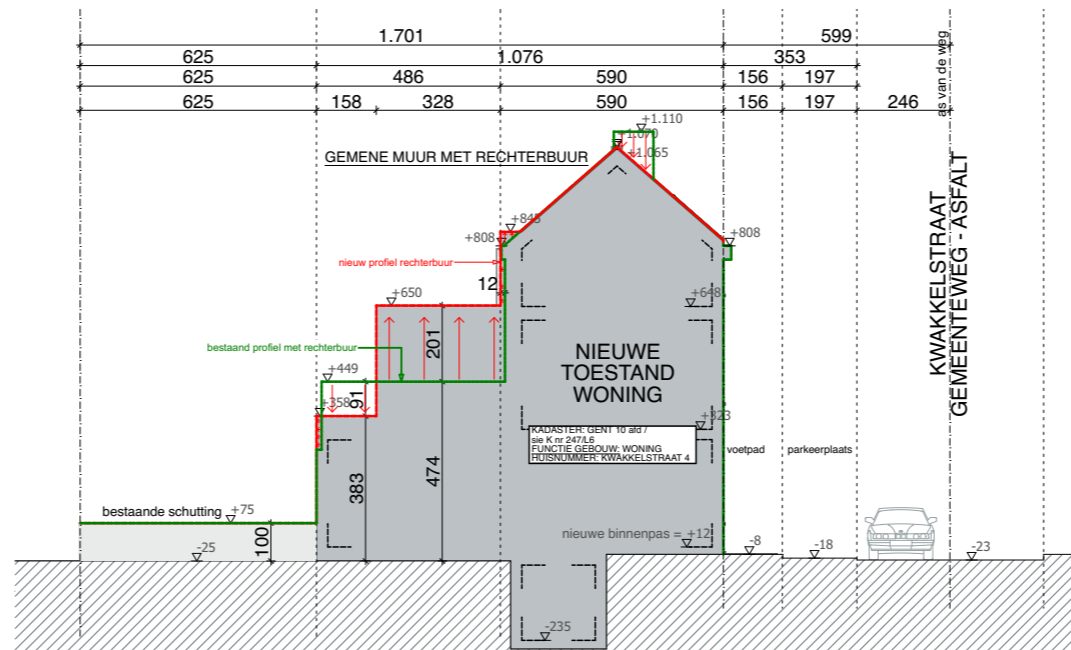 1.701
599
625
1.076
353
625
486
590
156
197
625
158
328
590
156
197
246
as van de weg
+1.110
+1.070
+1.065
GEMENE MUUR MET RECHTERBUUR
+845
+808
+808
nieuw profiel rechterbuur
12
+650
+648
201
bestaand profiel met rechterbuur
+449
91
+358
NIEUWE
TOESTAND
WONING
+323
KADASTER: GENT 10 afd /
sie K nr 247/L6
FUNCTIE GEBOUW: WONING
HUISNUMMER: KWAKKELSTRAAT 4
KWAKKELSTRAAT
GEMEENTEWEG - ASFALT
voetpad
parkeerplaats
383
474
bestaande schutting
+75
100
-25
nieuwe binnenpas = +12
-8
-18
-23
-235